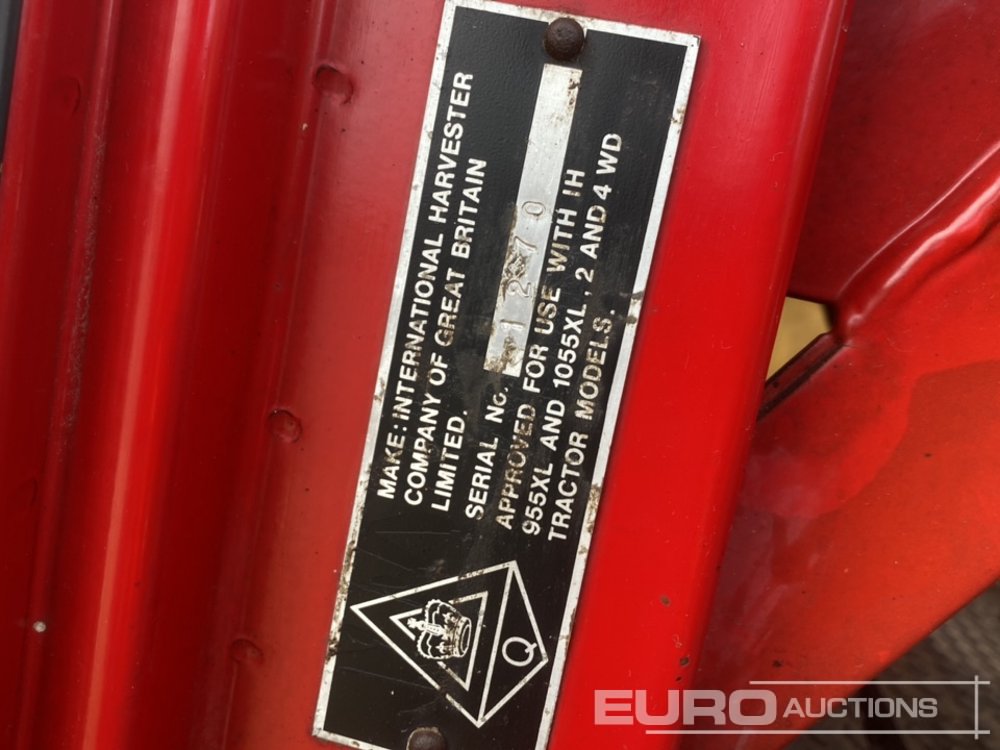 MAKE: INTERNATIONAL HARVESTER
COMPANY OF GREAT BRITAIN
LIMITED.
SERIAL No. 1270
APPROVED FOR USE WITH IH
955XL AND 1055XL, 2 AND 4 WD
TRACTOR MODELS.
Q
EURO AUCTIONS